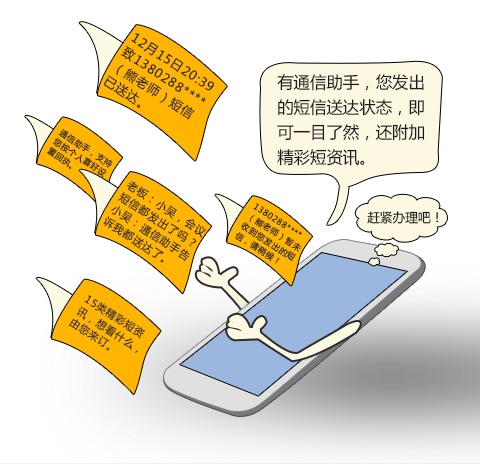 12月15日20:39
致1380288****
（熊老师）短信
已送达。
有通信助手，您发出
的短信送达状态，即
可一目了然，还附加
精彩短资讯。
通信助手，支持
您按个人喜好设
置回执。
老板：小吴，会议
短信都发出了吗？
小吴：通信助手告
诉我都送达了。
1380288****
（熊老师）暂未
收到您发出的短
信，请稍候！
赶紧办理吧！
15类精彩短资
讯，想看什么，
由您来订。